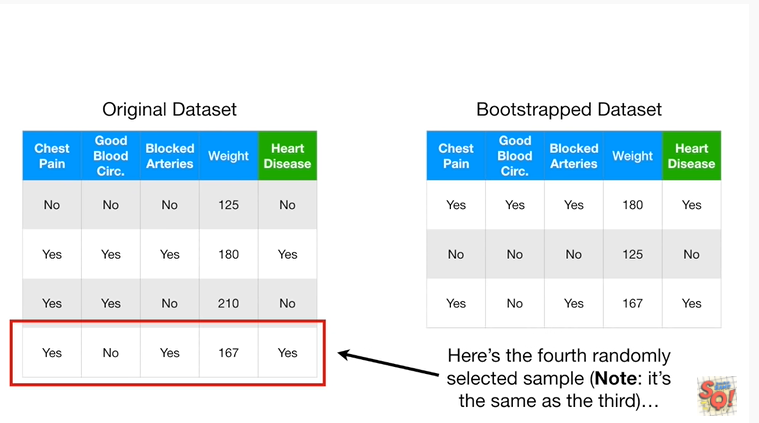 Original Dataset
Chest Pain Good Blood Circ. Blocked Arteries Weight Heart Disease
No No No 125 No
Yes Yes Yes 180 Yes
Yes Yes No 210 No
Yes No Yes 167 Yes
Bootstrapped Dataset
Chest Pain Good Blood Circ. Blocked Arteries Weight Heart Disease
Yes Yes Yes 180 Yes
No No No 125 No
Yes No Yes 167 Yes
Here’s the fourth randomly
selected sample (Note: it’s
the same as the third)…
SQ!